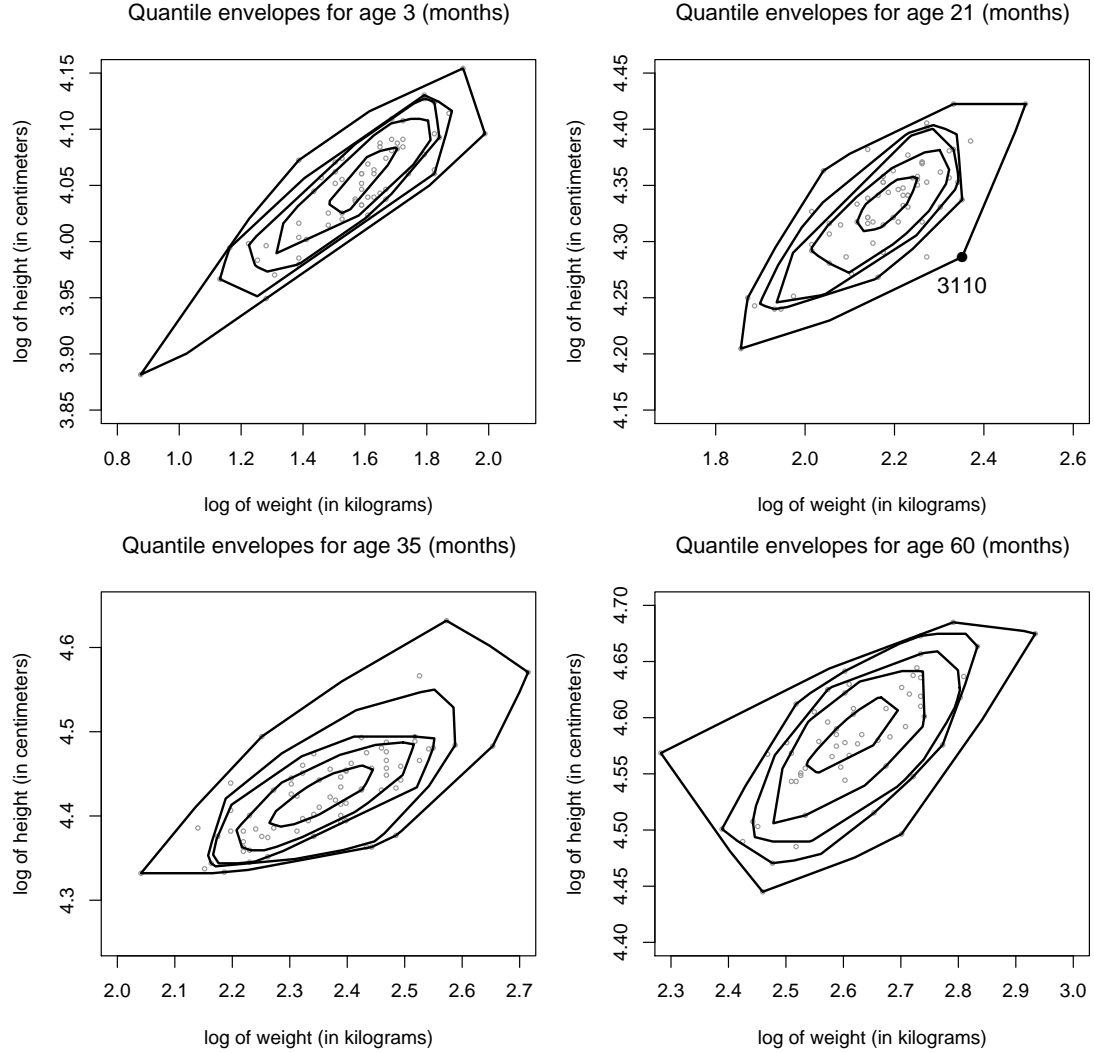 Quantile envelopes for age 3 (months)
log of height (in centimeters)
4.15
4.10
4.05
4.00
3.95
3.90
3.85
0.8 1.0 1.2 1.4 1.6 1.8 2.0
log of weight (in kilograms)
Quantile envelopes for age 21 (months)
log of height (in centimeters)
4.45
4.40
4.35
4.30
4.25
4.20
4.15
3110
1.8 2.0 2.2 2.4 2.6
log of weight (in kilograms)
Quantile envelopes for age 35 (months)
log of height (in centimeters)
4.6
4.5
4.4
4.3
2.0 2.1 2.2 2.3 2.4 2.5 2.6 2.7
log of weight (in kilograms)
Quantile envelopes for age 60 (months)
log of height (in centimeters)
4.70
4.65
4.60
4.55
4.50
4.45
4.40
2.3 2.4 2.5 2.6 2.7 2.8 2.9 3.0
log of weight (in kilograms)